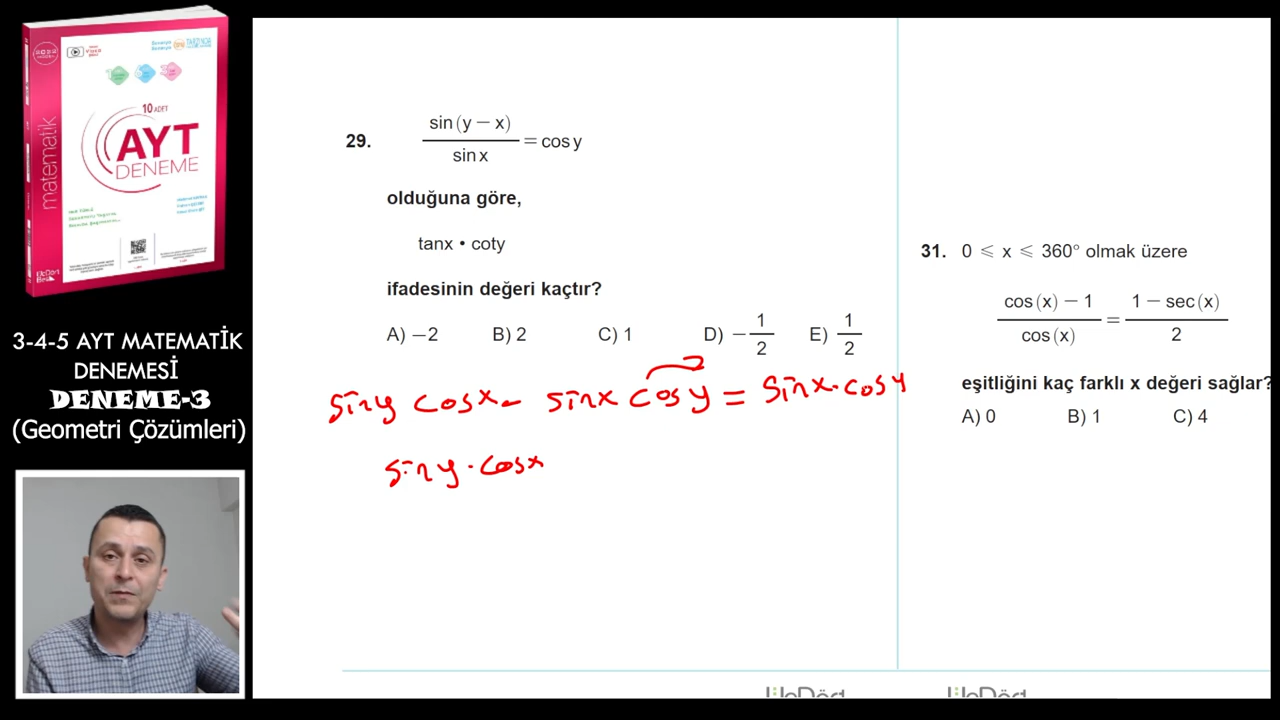 matematik
10 ADET
AYT
DENEME
3-4-5 AYT MATEMATİK
DENEMESİ
DENEME-3
(Geometri Çözümleri)
29. sin(y − x) / sinx = cosy
olduğuna göre,
tanx • coty
ifadesinin değeri kaçtır?
A) −2 B) 2 C) 1 D) −1/2 E) 1/2
siny cosx - sinx cosy = sinx·cosy
siny·cosx
31. 0 ⩽ x ⩽ 360° olmak üzere
cos(x) − 1 / cos(x) = 1 − sec(x) / 2
eşitliğini kaç farklı x değeri sağlar?
A) 0 B) 1 C) 4